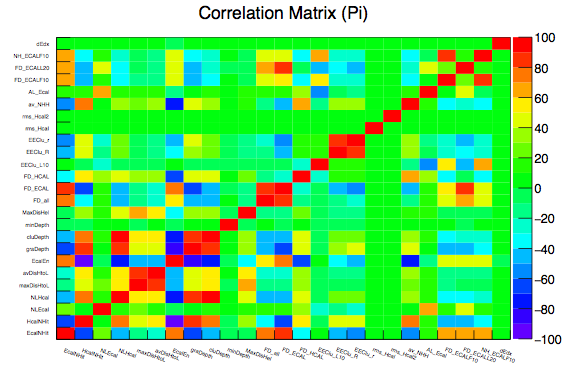 Correlation Matrix (Pi)
dEdx
NH_ECALF10
FD_ECALL20
FD_ECALF10
AL_Ecal
av_NHH
rms_Hcal2
rms_Hcal
EEClu_r
EEClu_R
EEClu_L10
FD_HCAL
FD_ECAL
FD_all
MaxDisHel
minDepth
cluDepth
graDepth
EcalEn
avDisHtoL
maxDisHtoL
NLHcal
NLEcal
HcalNHit
EcalNHit
EcalNHit
HcalNHit
NLEcal
NLHcal
maxDisHtoL
avDisHtoL
EcalEn
graDepth
cluDepth
minDepth
MaxDisHel
FD_all
FD_ECAL
FD_HCAL
EEClu_L10
EEClu_R
EEClu_r
rms_Hcal
rms_Hcal2
av_NHH
AL_Ecal
FD_ECALF10
FD_ECALL20
NH_ECALF10
dEdx
100
80
60
40
20
0
−20
−40
−60
−80
−100